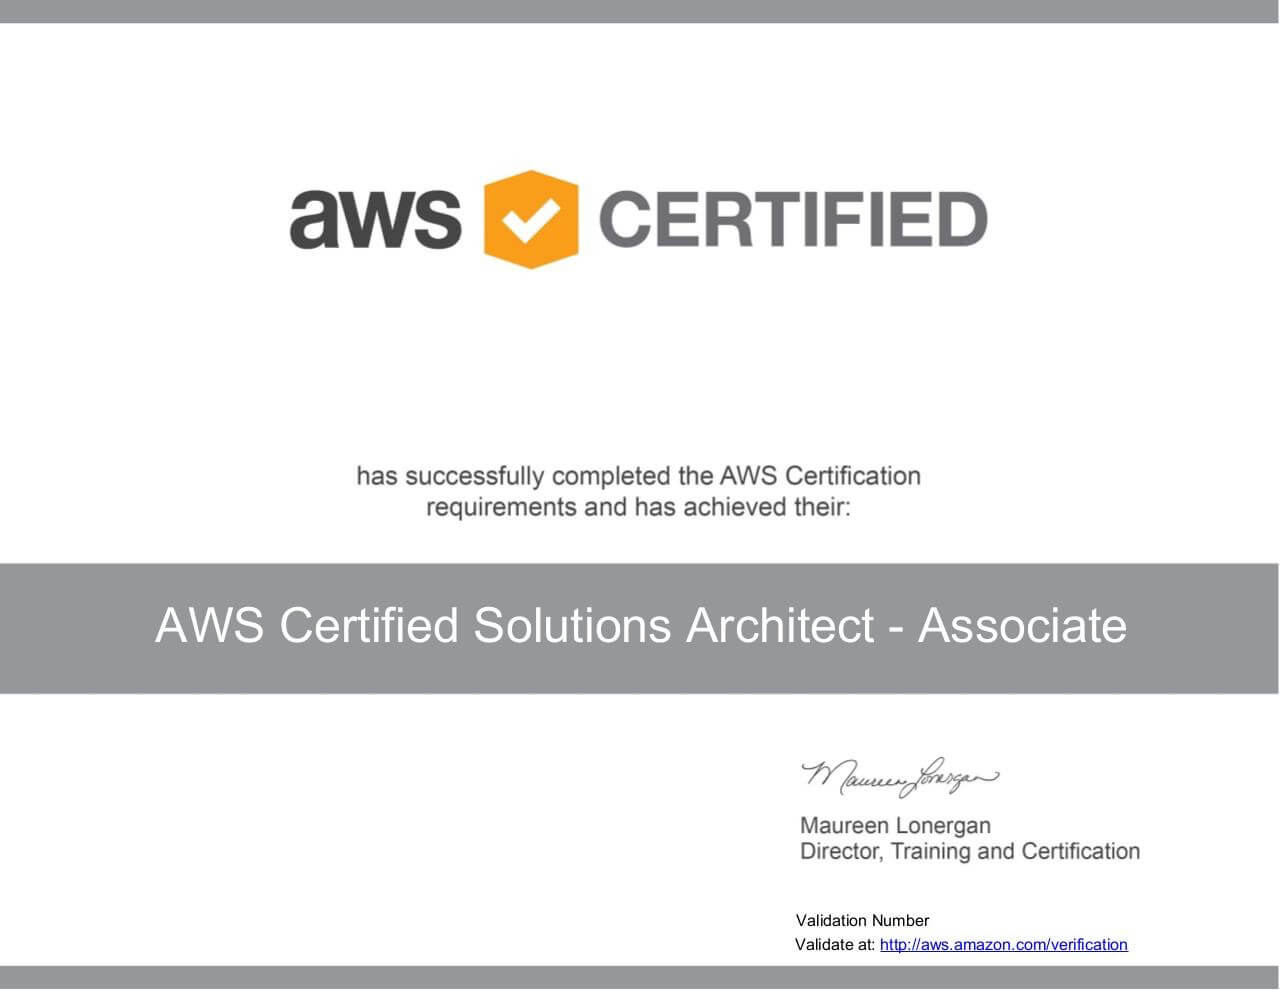 aws CERTIFIED
has successfully completed the AWS Certification
requirements and has achieved their:
AWS Certified Solutions Architect - Associate
Maureen Lonergan
Maureen Lonergan
Director, Training and Certification
Validation Number
Validate at: http://aws.amazon.com/verification